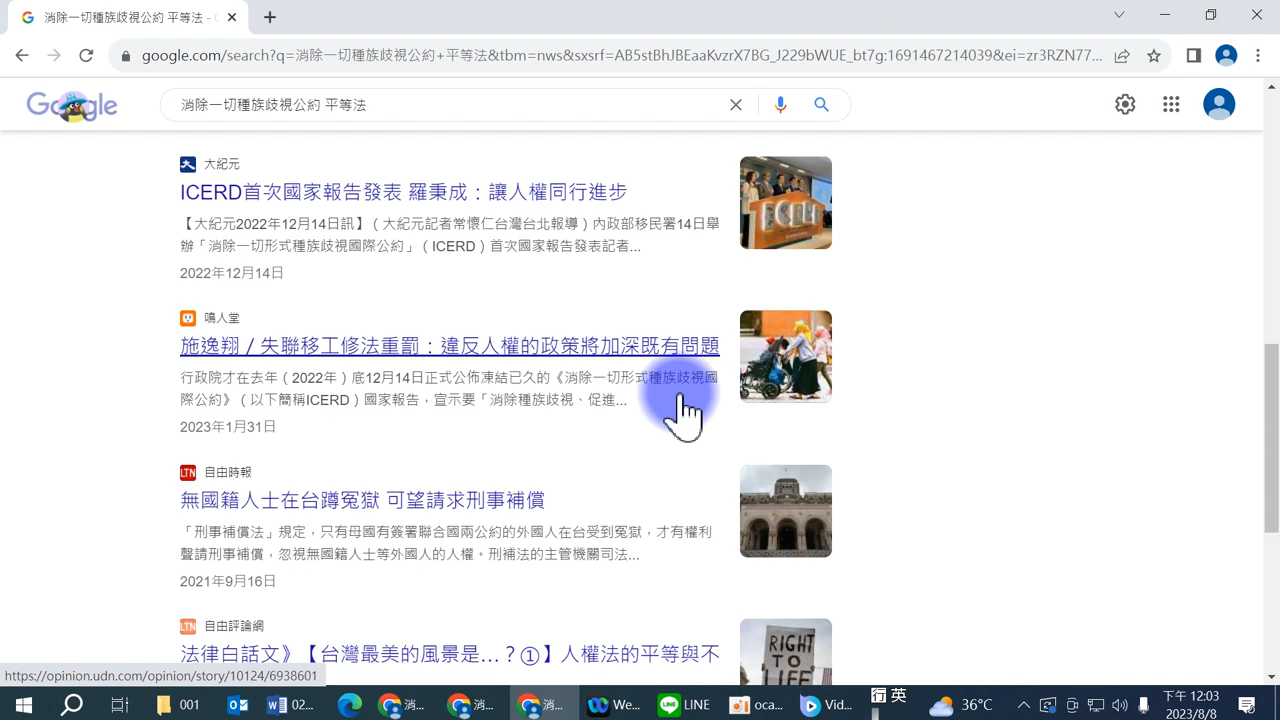 消除一切種族歧視公約 平等法 - G
google.com/search?q=消除一切種族歧視公約+平等法&tbm=nws&sxsrf=AB5stBhJBEaaKvzrX7BG_J229bWUE_bt7g:1691467214039&ei=zr3RZN77...
Google
消除一切種族歧視公約 平等法
大紀元
ICERD首次國家報告發表 羅秉成：讓人權同行進步
【大紀元2022年12月14日訊】（大紀元記者常懷仁台灣台北報導）內政部移民署14日舉
辦「消除一切形式種族歧視國際公約」（ICERD）首次國家報告發表記者...
2022年12月14日
ICERD
鳴人堂
施逸翔／失聯移工修法重罰：違反人權的政策將加深既有問題
行政院才在去年（2022年）底12月14日正式公佈凍結已久的《消除一切形式種族歧視國
際公約》（以下簡稱ICERD）國家報告，宣示要「消除種族歧視、促進...
2023年1月31日
LTN 自由時報
無國籍人士在台蹲冤獄 可望請求刑事補償
「刑事補償法」規定，只有母國有簽署聯合國兩公約的外國人在台受到冤獄，才有權利
聲請刑事補償，忽視無國籍人士等外國人的人權。刑補法的主管機關司法...
2021年9月16日
LTN 自由評論網
法律白話文》【台灣最美的風景是...？①】人權法的平等與不
RIGHT
TO
LIFE
https://opinion.udn.com/opinion/story/10124/6938601
001
02...
消...
消...
消...
We...
LINE
oca...
Vid...
英
36°C
下午 12:03
2023/8/8